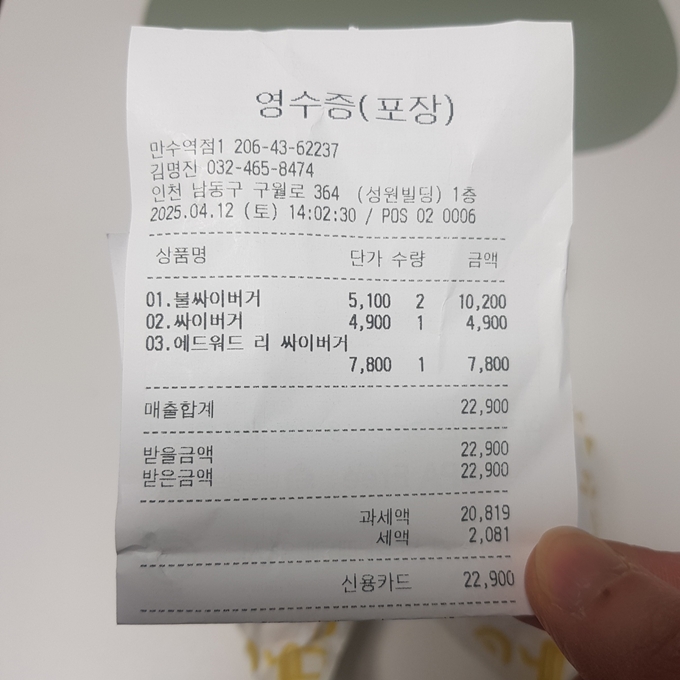 영수증(포장)
만수역점1 206-43-62237
김명진 032-465-8474
인천 남동구 구월로 364 (성원빌딩) 1층
2025.04.12 (토) 14:02:30 / POS 02 0006
상품명 단가 수량 금액
01.불싸이버거 5,100 2 10,200
02.싸이버거 4,900 1 4,900
03.에드워드 리 싸이버거
7,800 1 7,800
매출합계 22,900
받을금액 22,900
받은금액 22,900
과세액 20,819
세액 2,081
신용카드 22,900